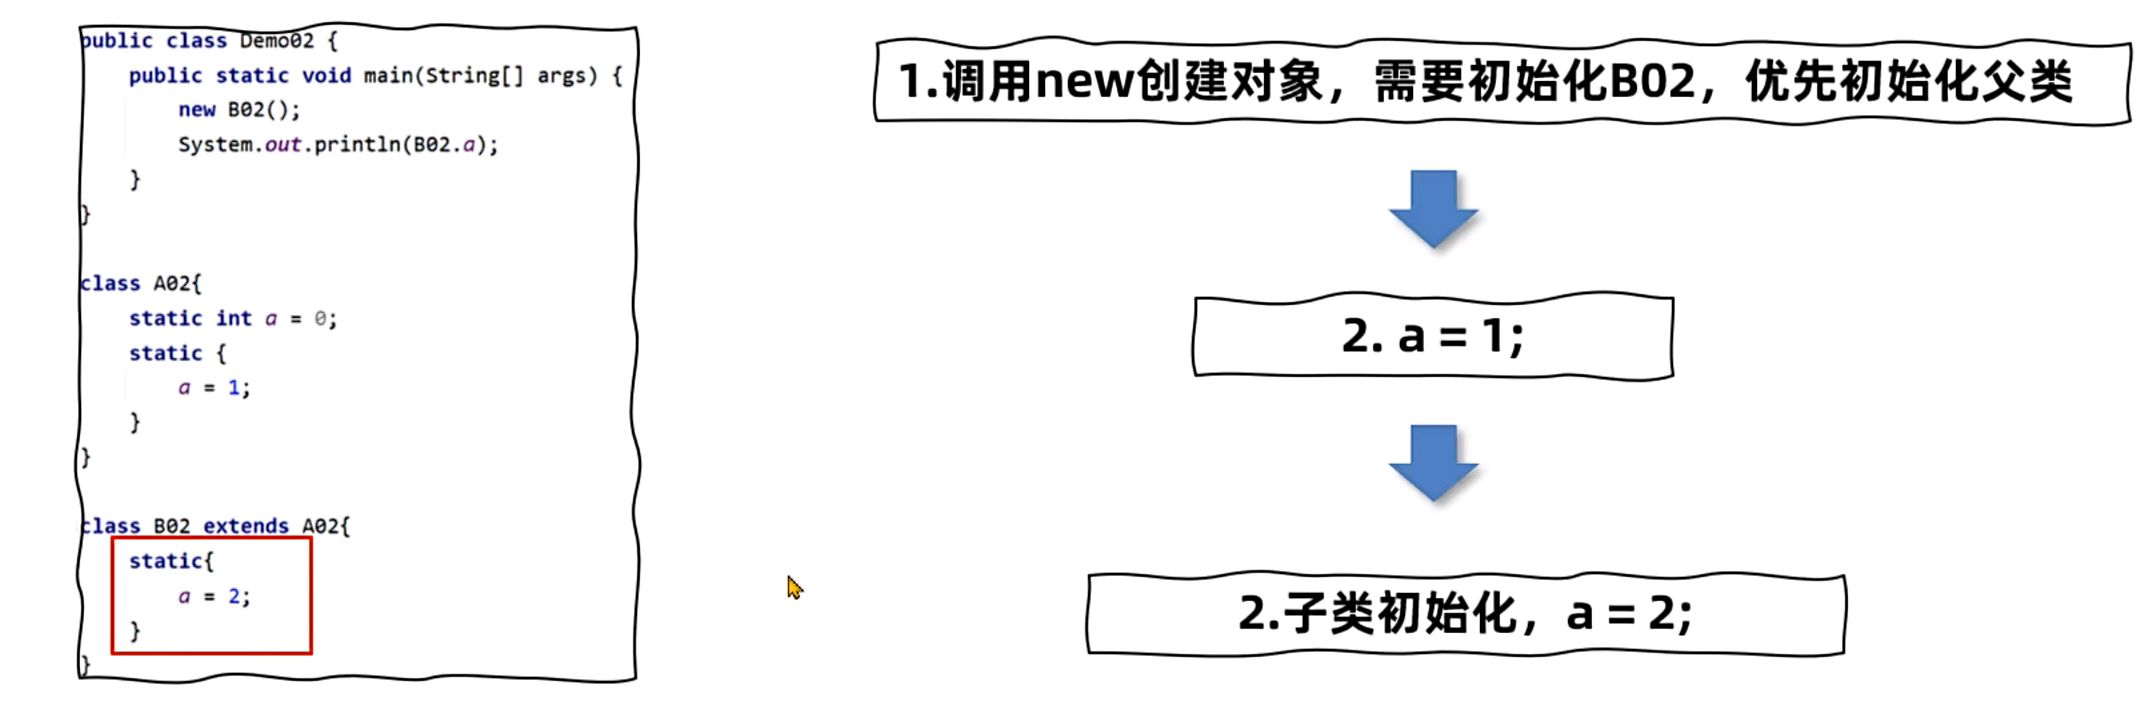 public class Demo02 {
    public static void main(String[] args) {
        new B02();
        System.out.println(B02.a);
    }
}
class A02{
    static int a = 0;
    static {
        a = 1;
    }
}
class B02 extends A02{
    static{
        a = 2;
    }
}
1.调用new创建对象，需要初始化B02，优先初始化父类
2. a = 1;
2.子类初始化，a = 2;